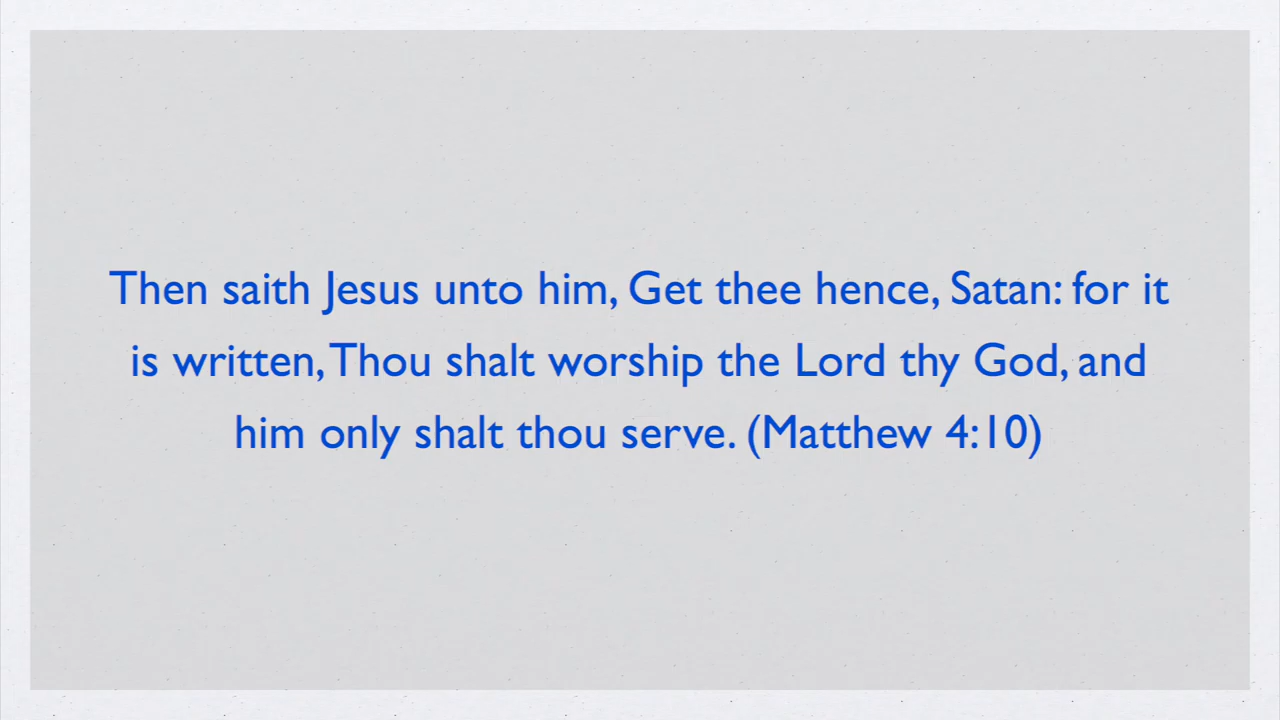 Then saith Jesus unto him, Get thee hence, Satan: for it
is written, Thou shalt worship the Lord thy God, and
him only shalt thou serve. (Matthew 4:10)